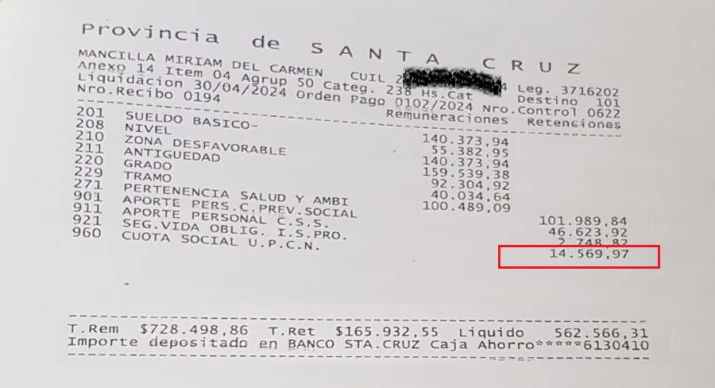 Provincia de SANTA CRUZ
MANCILLA MIRIAM DEL CARMEN CUIL 2 4 Leg. 3716202
Anexo 14 Item 04 Agrup 50 Categ. 238 Hs.Cat Destino 101
Liquidacion 30/04/2024 Orden Pago 0102/2024 Nro.Control 0622
Nro.Recibo 0194 Remuneraciones Retenciones
201 SUELDO BASICO- 140.373,94
208 NIVEL 55.382,95
210 ZONA DESFAVORABLE 140.373,94
211 ANTIGUEDAD 159.539,38
220 GRADO 92.304,92
229 TRAMO 40.034,64
271 PERTENENCIA SALUD Y AMBI 100.489,09
901 APORTE PERS.C.PREV.SOCIAL 101.989,84
911 APORTE PERSONAL C.S.S. 46.623,92
921 SEG.VIDA OBLIG. I.S.PRO. 2.748,82
960 CUOTA SOCIAL U.P.C.N. 14.569,97
T.Rem $728.498,86 T.Ret $165.932,55 Liquido 562.566,31
Importe depositado en BANCO STA.CRUZ Caja Ahorro*****6130410